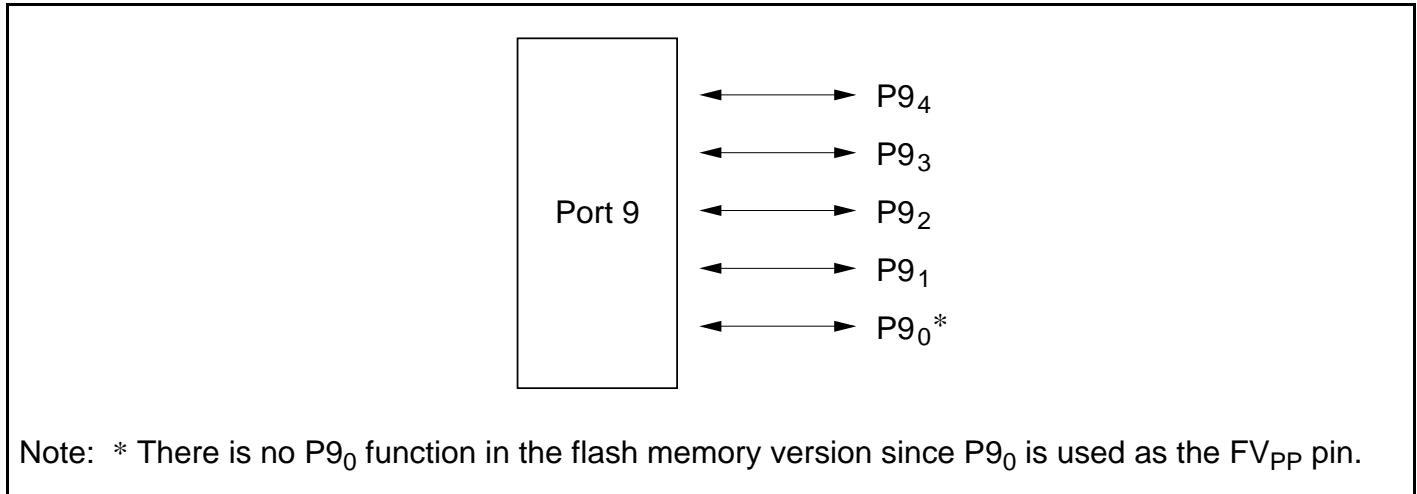 P9₄
P9₃
Port 9
P9₂
P9₁
P9₀*
Note: * There is no P9₀ function in the flash memory version since P9₀ is used as the FVPP pin.